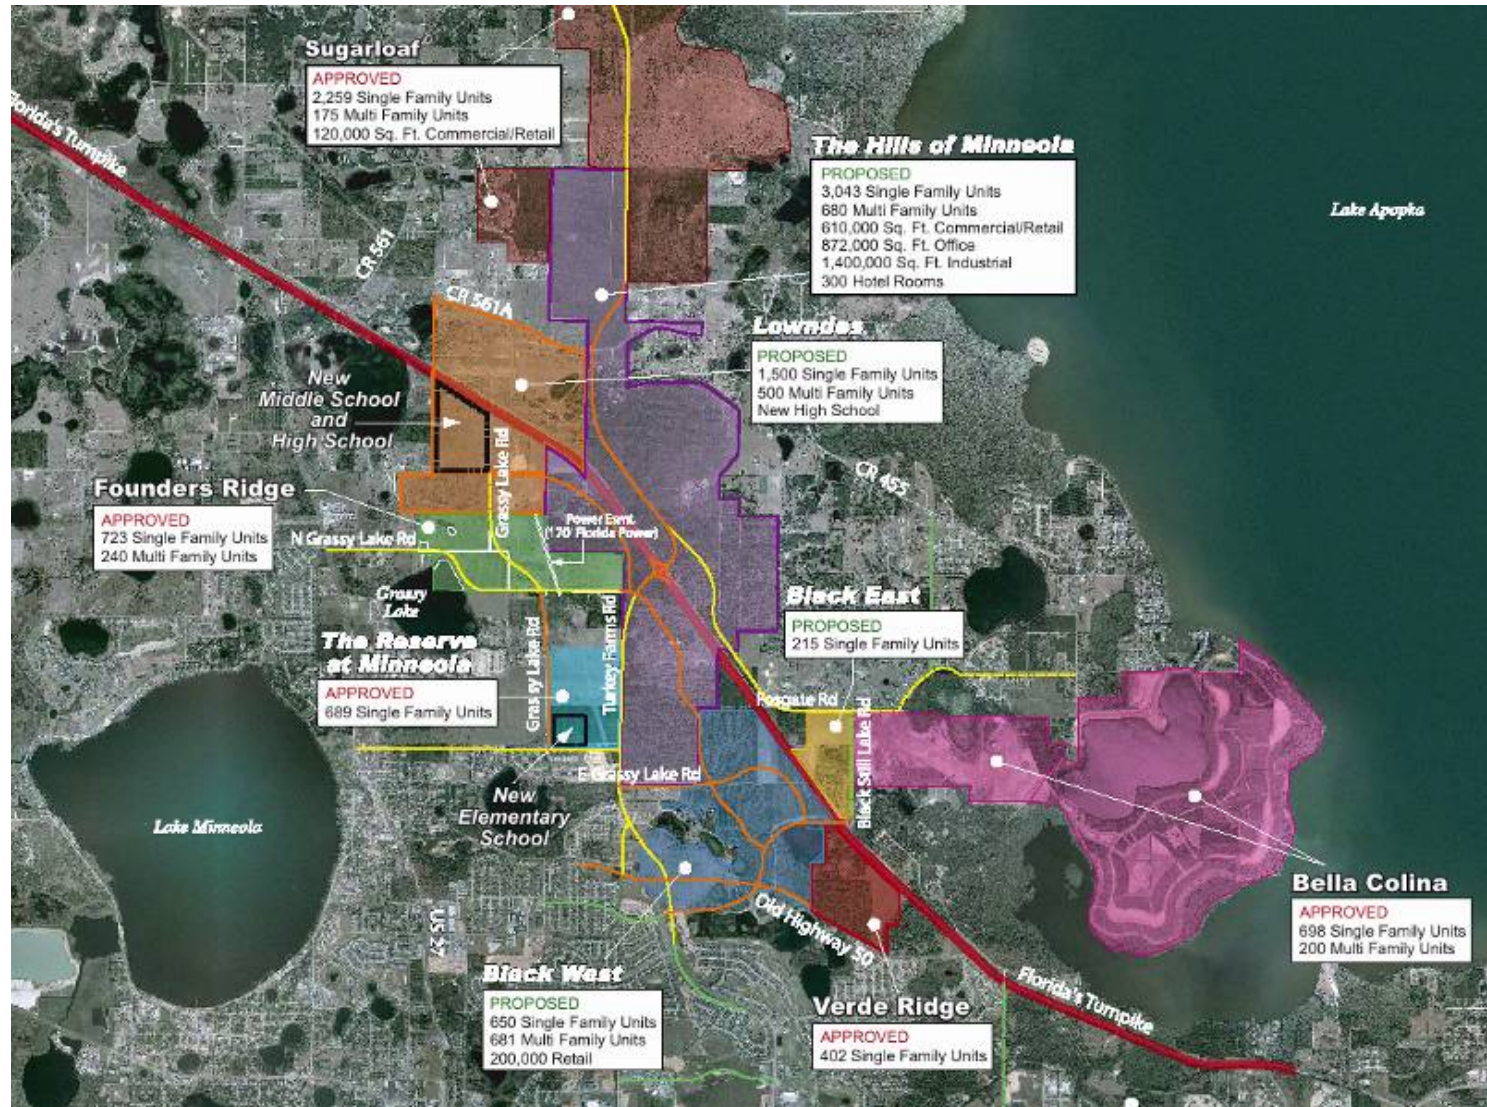 Sugarloaf
APPROVED
2,259 Single Family Units
175 Multi Family Units
120,000 Sq. Ft. Commercial/Retail
Florida's Turnpike
The Hills of Minneola
PROPOSED
3,043 Single Family Units
680 Multi Family Units
610,000 Sq. Ft. Commercial/Retail
872,000 Sq. Ft. Office
1,400,000 Sq. Ft. Industrial
300 Hotel Rooms
Lake Apopka
CR 561
CR 561A
Lowndes
PROPOSED
1,500 Single Family Units
500 Multi Family Units
New High School
New
Middle School
and
High School
Grassy Lake Rd
CR 455
Founders Ridge
APPROVED
723 Single Family Units
240 Multi Family Units
N Grassy Lake Rd
Power Esmt.
(170' Florida Power)
Grassy
Lake
Black East
PROPOSED
215 Single Family Units
The Reserve
at Minneola
APPROVED
689 Single Family Units
Grassy Lake Rd
Turkey Farms Rd
Fosgate Rd
Black Still Lake Rd
E Grassy Lake Rd
New
Elementary
School
Lake Minneola
US 27
Old Highway 50
Bella Colina
APPROVED
698 Single Family Units
200 Multi Family Units
Black West
PROPOSED
650 Single Family Units
681 Multi Family Units
200,000 Retail
Verde Ridge
APPROVED
402 Single Family Units
Florida's Turnpike